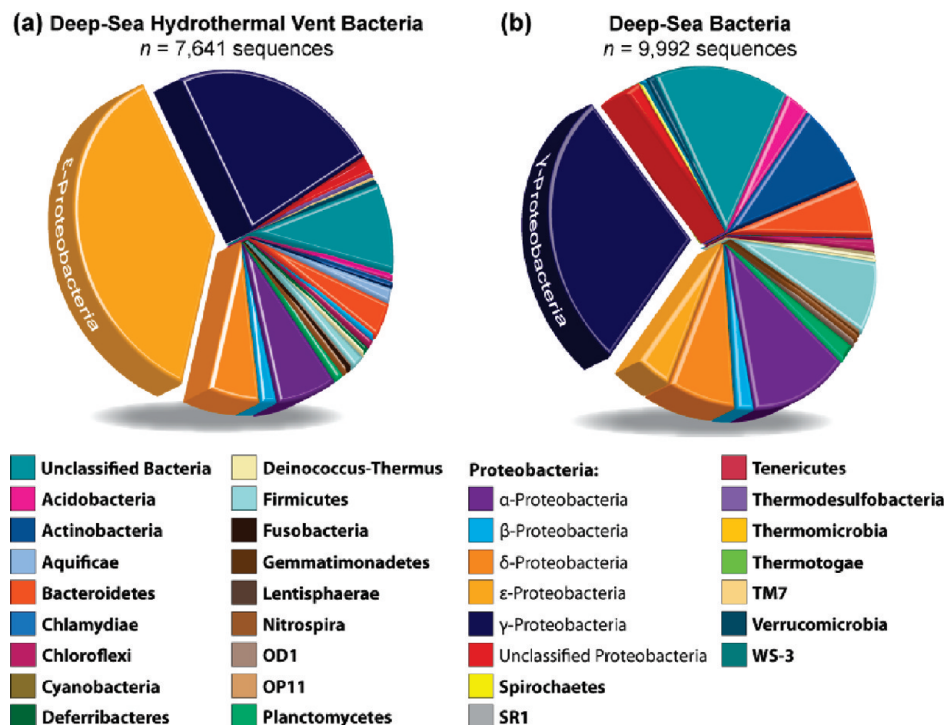 (a) Deep-Sea Hydrothermal Vent Bacteria
n = 7,641 sequences
(b) Deep-Sea Bacteria
n = 9,992 sequences
ε-Proteobacteria
γ-Proteobacteria
Unclassified Bacteria
Acidobacteria
Actinobacteria
Aquificae
Bacteroidetes
Chlamydiae
Chloroflexi
Cyanobacteria
Deferribacteres
Deinococcus-Thermus
Firmicutes
Fusobacteria
Gemmatimonadetes
Lentisphaerae
Nitrospira
OD1
OP11
Planctomycetes
Proteobacteria:
α-Proteobacteria
β-Proteobacteria
δ-Proteobacteria
ε-Proteobacteria
γ-Proteobacteria
Unclassified Proteobacteria
Spirochaetes
SR1
Tenericutes
Thermodesulfobacteria
Thermomicrobia
Thermotogae
TM7
Verrucomicrobia
WS-3